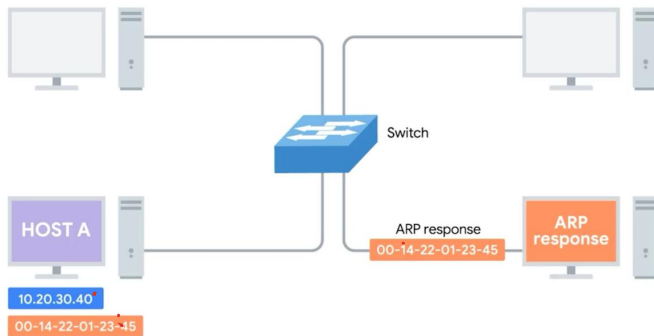 Switch
HOST A
ARP response
00-14-22-01-23-45
ARP
response
10.20.30.40
00-14-22-01-23-45